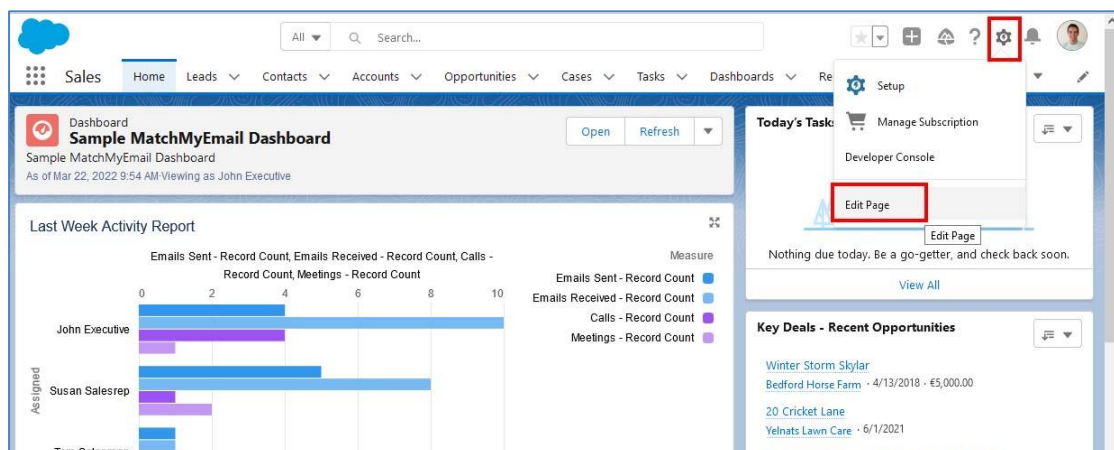 All
Search...
Sales
Home
Leads
Contacts
Accounts
Opportunities
Cases
Tasks
Dashboards
Re
Setup
Manage Subscription
Developer Console
Edit Page
Edit Page
Dashboard
Sample MatchMyEmail Dashboard
Sample MatchMyEmail Dashboard
As of Mar 22, 2022 9:54 AM·Viewing as John Executive
Open
Refresh
Last Week Activity Report
Emails Sent - Record Count, Emails Received - Record Count, Calls -
Record Count, Meetings - Record Count
0 2 4 6 8 10
Assigned
John Executive
Susan Salesrep
Measure
Emails Sent - Record Count
Emails Received - Record Count
Calls - Record Count
Meetings - Record Count
Today's Task
Nothing due today. Be a go-getter, and check back soon.
View All
Key Deals - Recent Opportunities
Winter Storm Skylar
Bedford Horse Farm · 4/13/2018 · €5,000.00
20 Cricket Lane
Yelnats Lawn Care · 6/1/2021